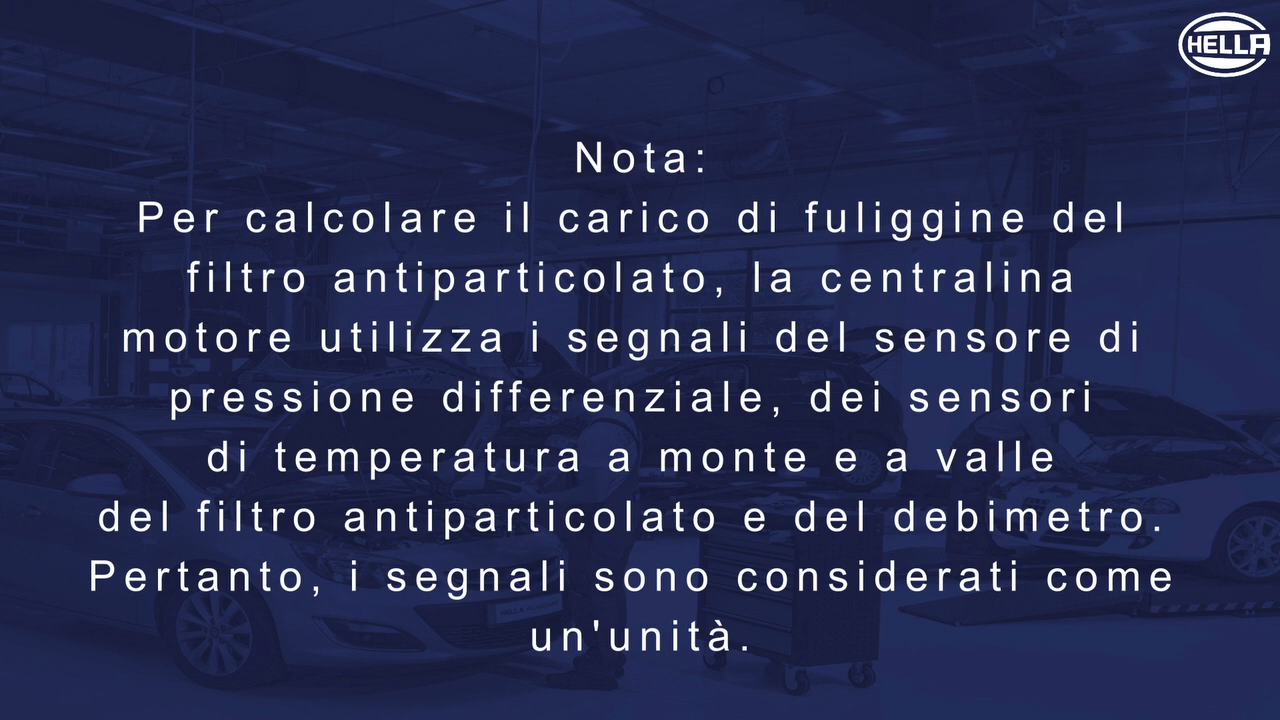 HELLA
Nota:
Per calcolare il carico di fuliggine del
filtro antiparticolato, la centralina
motore utilizza i segnali del sensore di
pressione differenziale, dei sensori
di temperatura a monte e a valle
del filtro antiparticolato e del debimetro.
Pertanto, i segnali sono considerati come
un'unità.